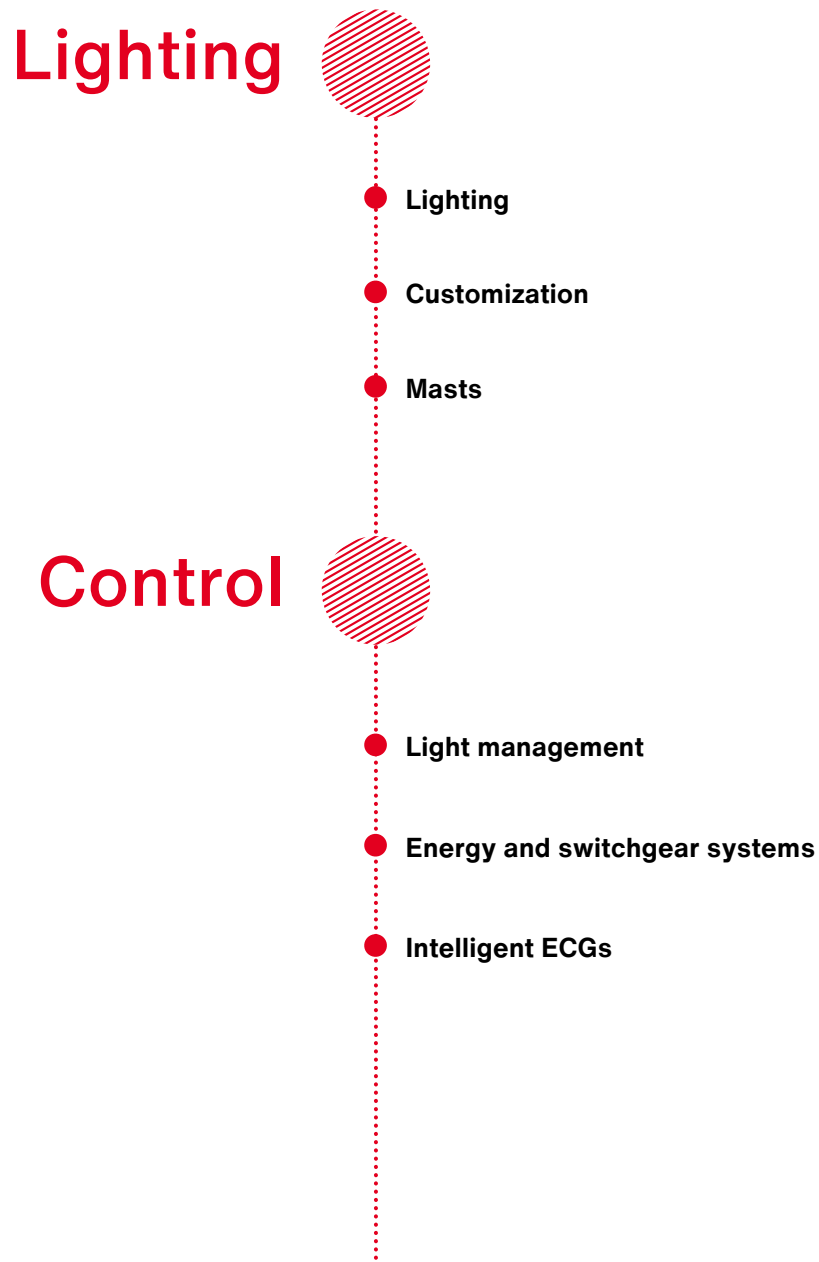 Lighting
Lighting
Customization
Masts
Control
Light management
Energy and switchgear systems
Intelligent ECGs